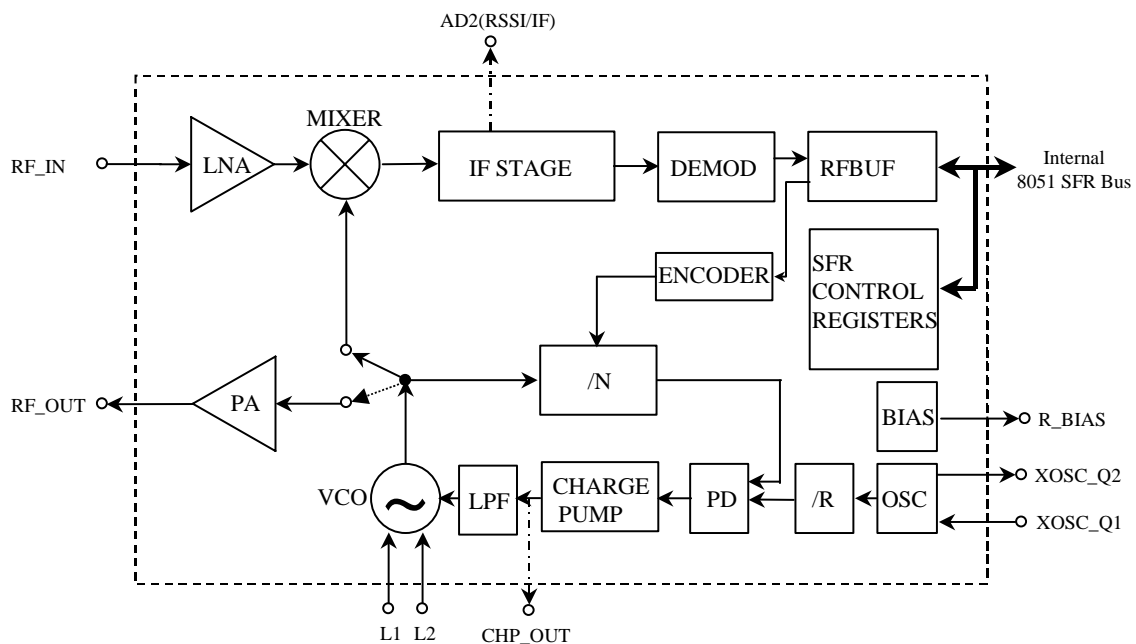 AD2(RSSI/IF)
MIXER
RF_IN
LNA
IF STAGE
DEMOD
RFBUF
Internal
8051 SFR Bus
ENCODER
SFR
CONTROL
REGISTERS
/N
RF_OUT
PA
BIAS
R_BIAS
VCO
~
LPF
CHARGE
PUMP
PD
/R
OSC
XOSC_Q2
XOSC_Q1
L1
L2
CHP_OUT